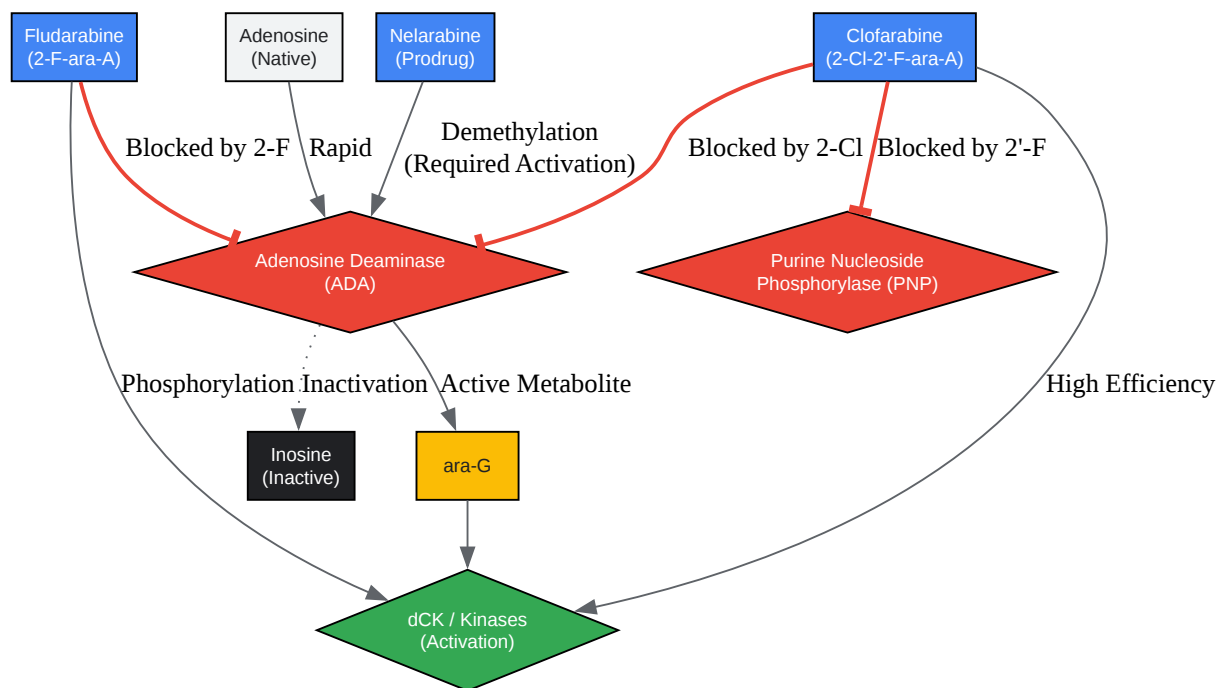 Fludarabine
(2-F-ara-A)
Adenosine
(Native)
Nelarabine
(Prodrug)
Clofarabine
(2-Cl-2'-F-ara-A)
Blocked by 2-F
Rapid
Demethylation
(Required Activation)
Blocked by 2-Cl
Blocked by 2'-F
Adenosine Deaminase
(ADA)
Purine Nucleoside
Phosphorylase (PNP)
Phosphorylation
Inactivation
Active Metabolite
High Efficiency
Inosine
(Inactive)
ara-G
dCK / Kinases
(Activation)